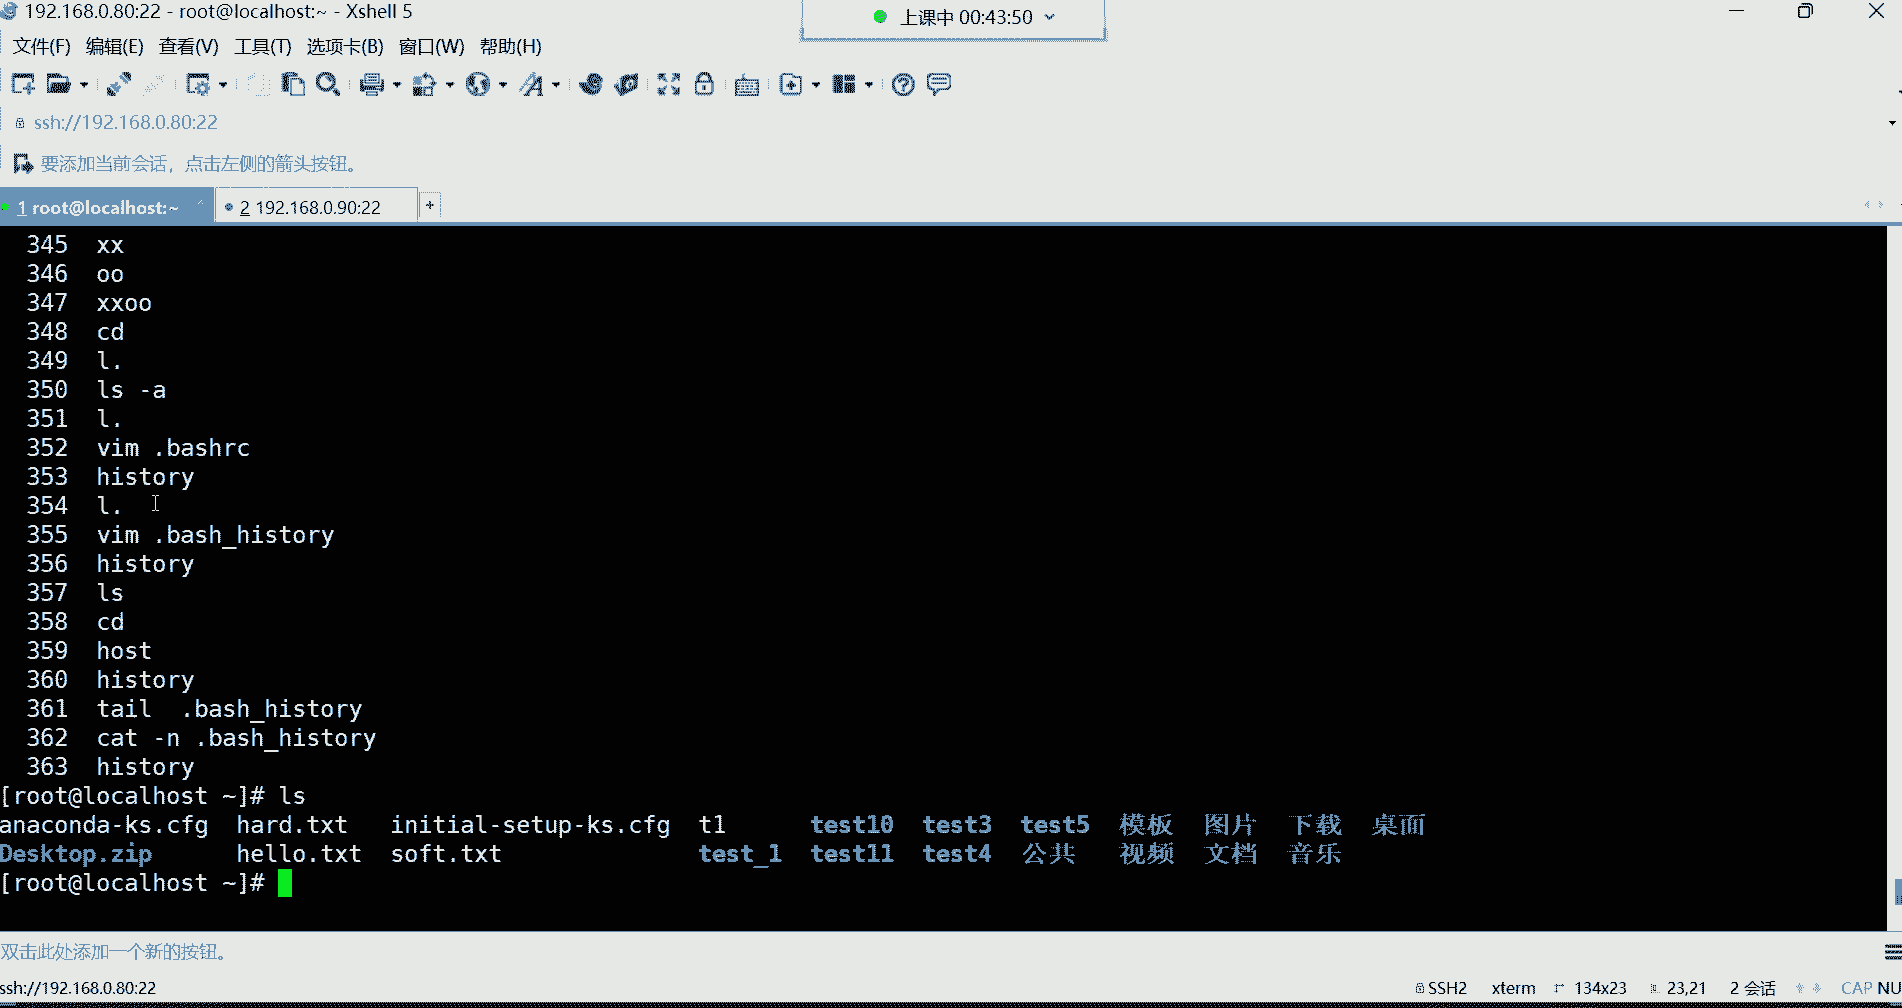 192.168.0.80:22 - root@localhost:~ - Xshell 5
上课中 00:43:50
文件(F) 编辑(E) 查看(V) 工具(T) 选项卡(B) 窗口(W) 帮助(H)
ssh://192.168.0.80:22
要添加当前会话，点击左侧的箭头按钮。
1 root@localhost:~ 2 192.168.0.90:22 +
345 xx
346 oo
347 xxoo
348 cd
349 l.
350 ls -a
351 l.
352 vim .bashrc
353 history
354 l.
355 vim .bash_history
356 history
357 ls
358 cd
359 host
360 history
361 tail  .bash_history
362 cat -n .bash_history
363 history
[root@localhost ~]# ls
anaconda-ks.cfg hard.txt initial-setup-ks.cfg t1 test10 test3 test5 模板 图片 下载 桌面
Desktop.zip hello.txt soft.txt test_1 test11 test4 公共 视频 文档 音乐
[root@localhost ~]#
双击此处添加一个新的按钮。
ssh://192.168.0.80:22 SSH2 xterm 134x23 23,21 2 会话 CAP NU